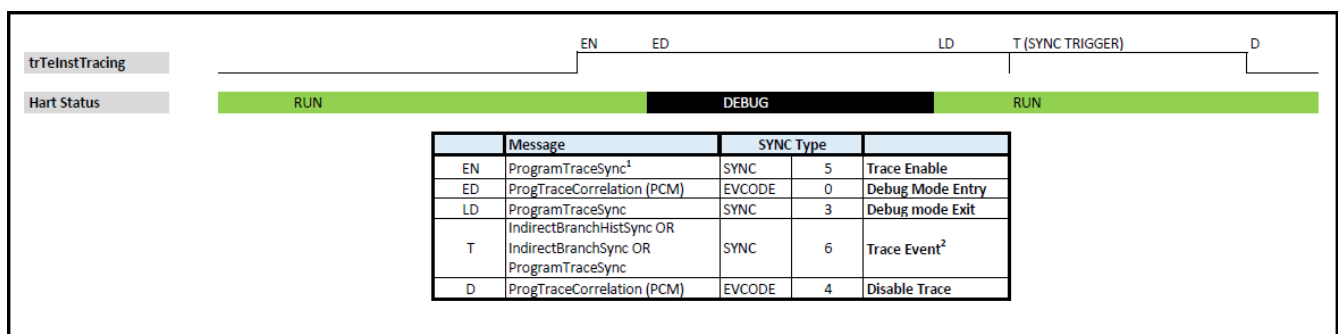 EN ED LD T (SYNC TRIGGER) D
trTeInstTracing
Hart Status RUN DEBUG RUN
Message SYNC Type
EN ProgramTraceSync¹ SYNC 5 Trace Enable
ED ProgTraceCorrelation (PCM) EVCODE 0 Debug Mode Entry
LD ProgramTraceSync SYNC 3 Debug mode Exit
IndirectBranchHistSync OR
T IndirectBranchSync OR SYNC 6 Trace Event²
ProgramTraceSync
D ProgTraceCorrelation (PCM) EVCODE 4 Disable Trace